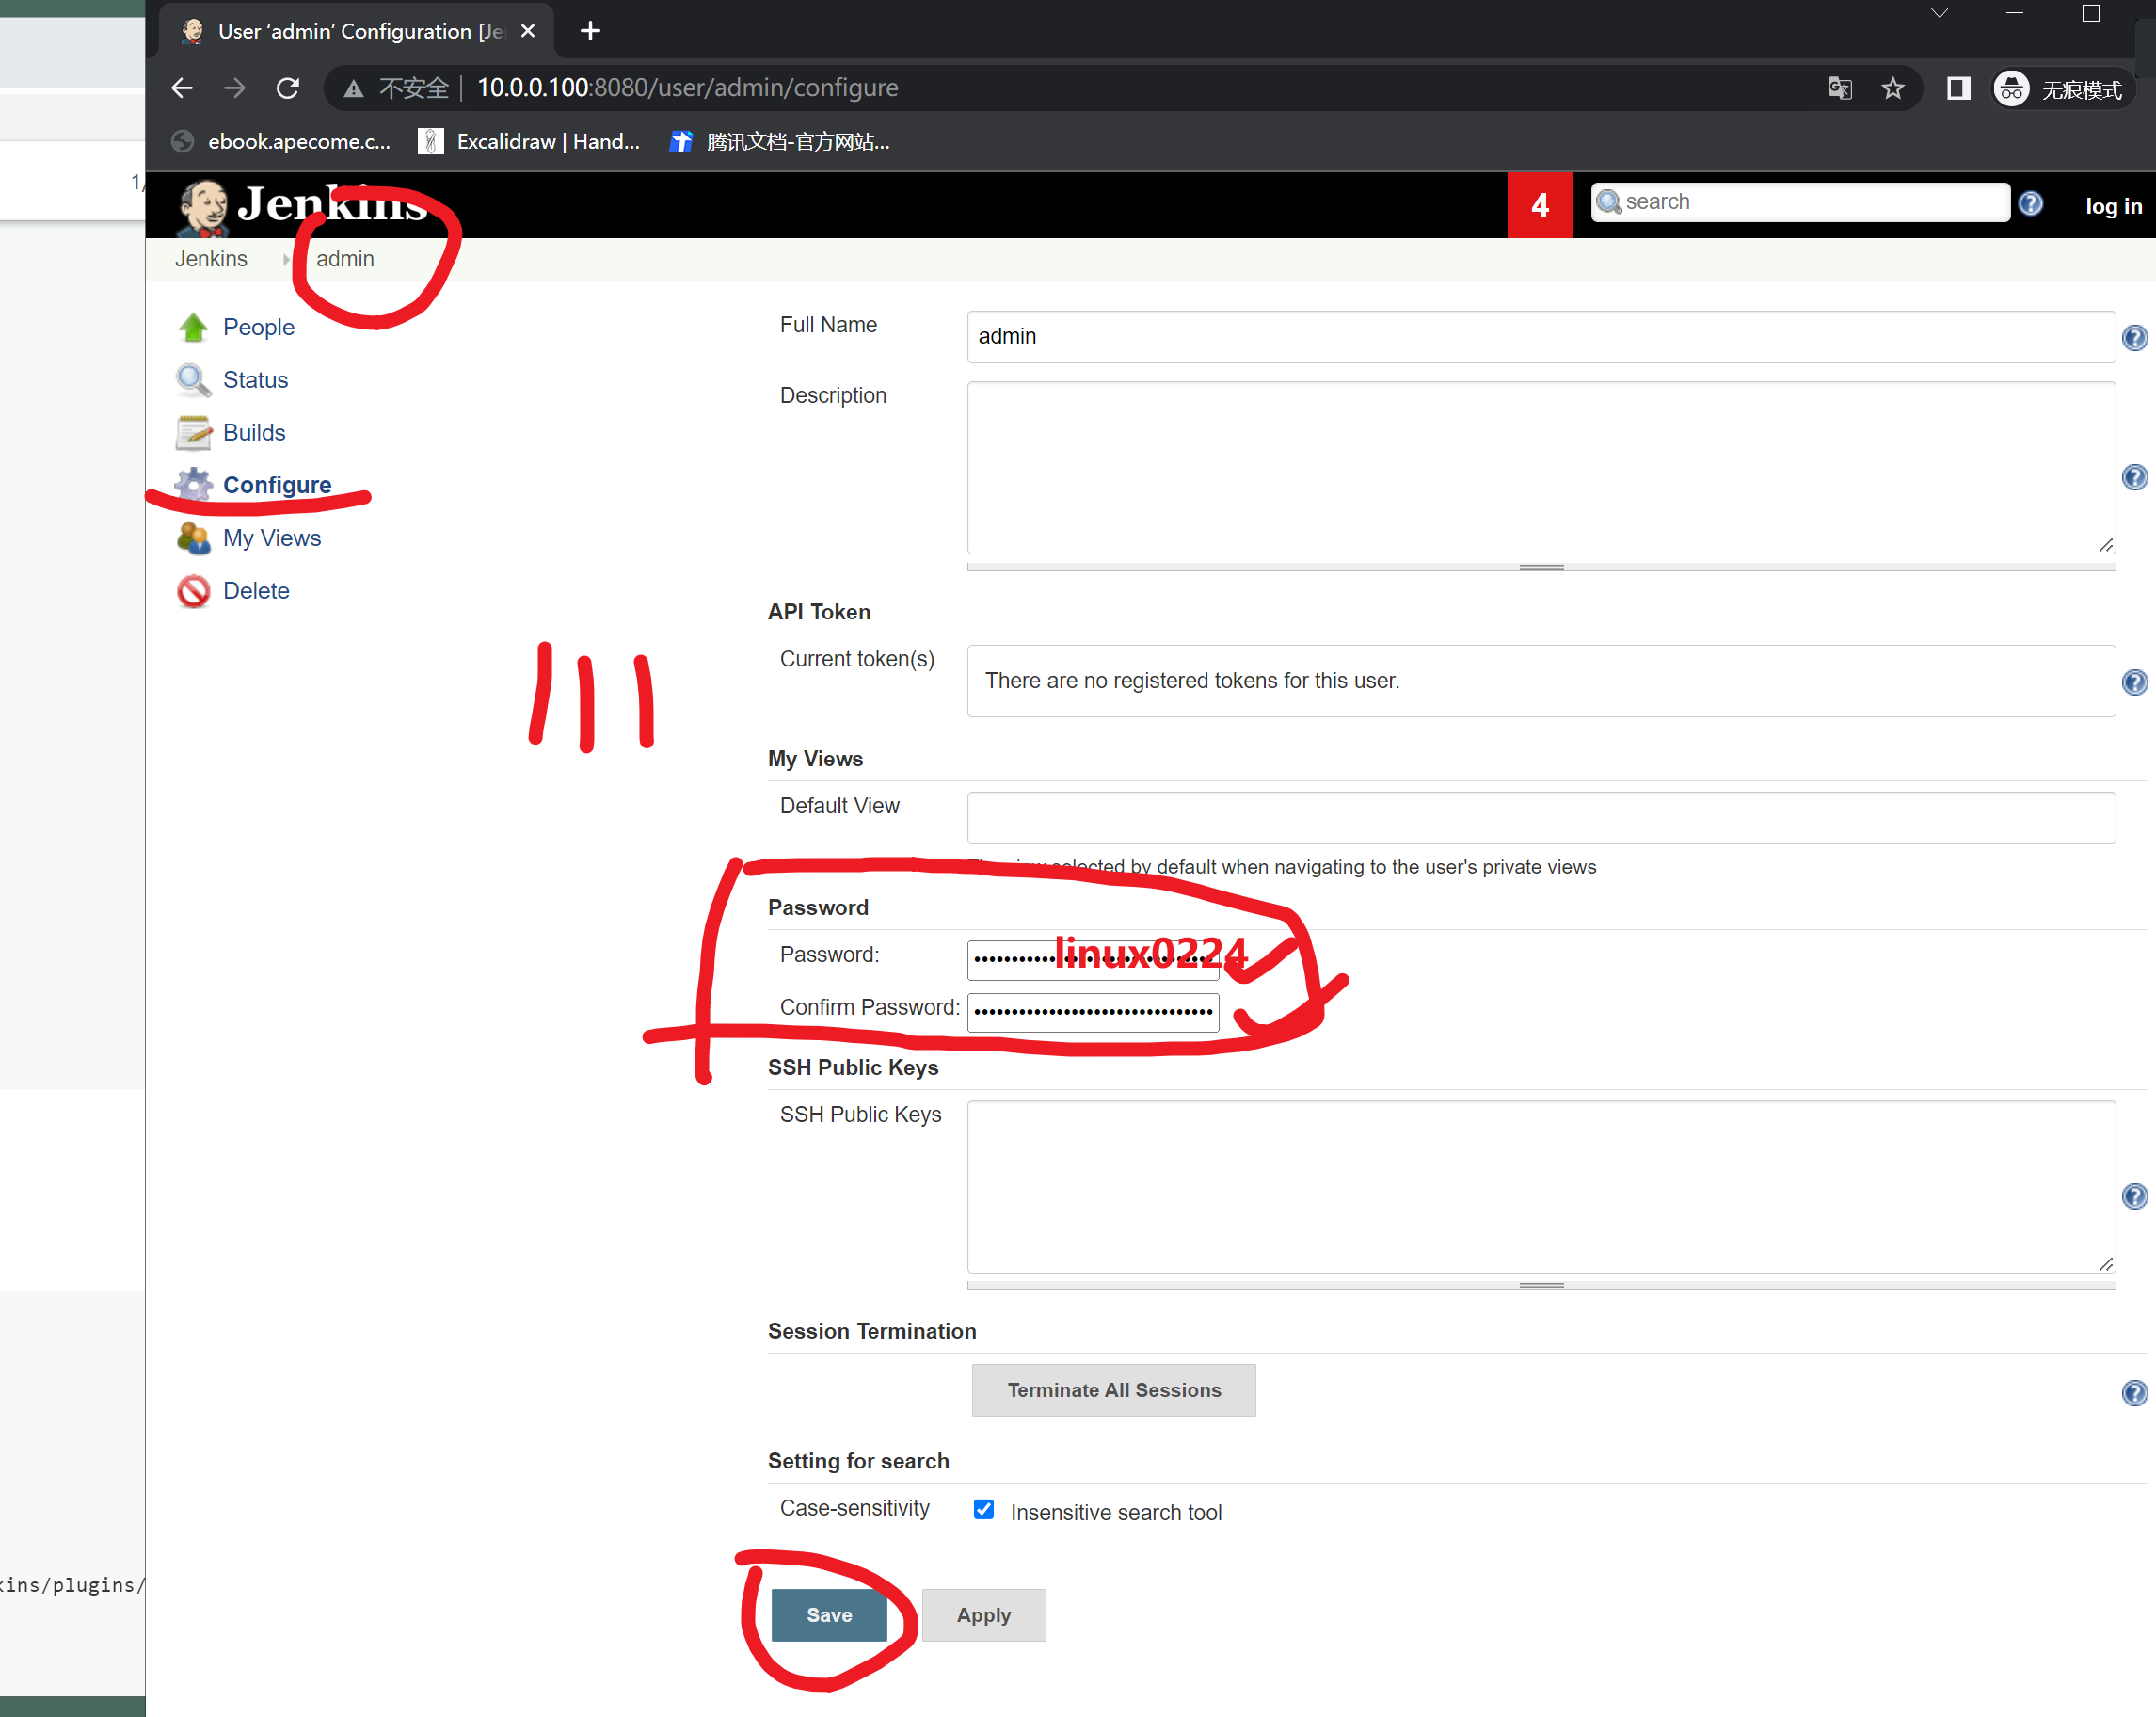 User ‘admin’ Configuration [Je
不安全 10.0.0.100:8080/user/admin/configure
无痕模式
ebook.apecome.c...
Excalidraw | Hand...
腾讯文档-官方网站...
1/
Jenkins
4
search
log in
Jenkins
admin
People
Status
Builds
Configure
My Views
Delete
Full Name
admin
Description
API Token
Current token(s)
There are no registered tokens for this user.
My Views
Default View
The view selected by default when navigating to the user's private views
Password
Password:
linux0224
Confirm Password:
SSH Public Keys
SSH Public Keys
Session Termination
Terminate All Sessions
Setting for search
Case-sensitivity
Insensitive search tool
kins/plugins/
Save
Apply